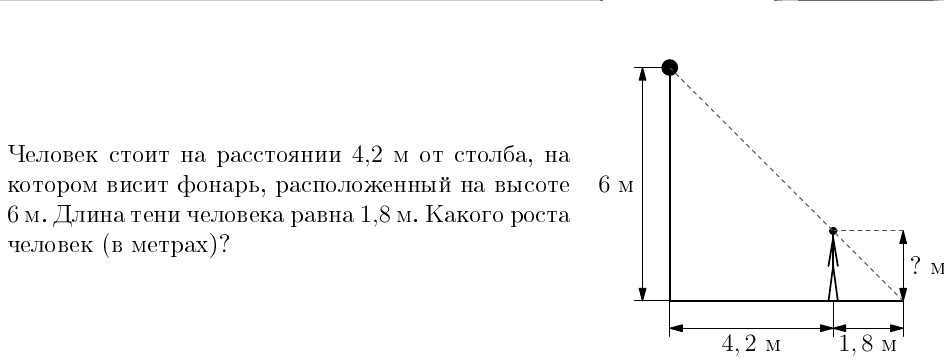 Человек стоит на расстоянии 4,2 м от столба, на
котором висит фонарь, расположенный на высоте
6 м. Длина тени человека равна 1,8 м. Какого роста
человек (в метрах)?
6 м
? м
4, 2 м
1, 8 м